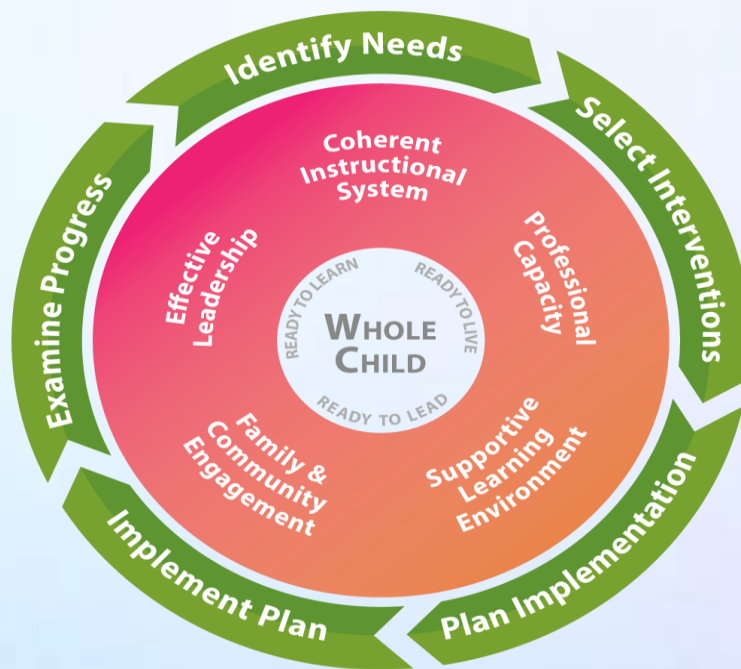 Identify Needs
Select Interventions
Plan Implementation
Implement Plan
Examine Progress
Coherent
Instructional
System
Professional
Capacity
Supportive
Learning
Environment
Family &
Community
Engagement
Effective
Leadership
READY TO LEARN
READY TO LIVE
READY TO LEAD
WHOLE
CHILD